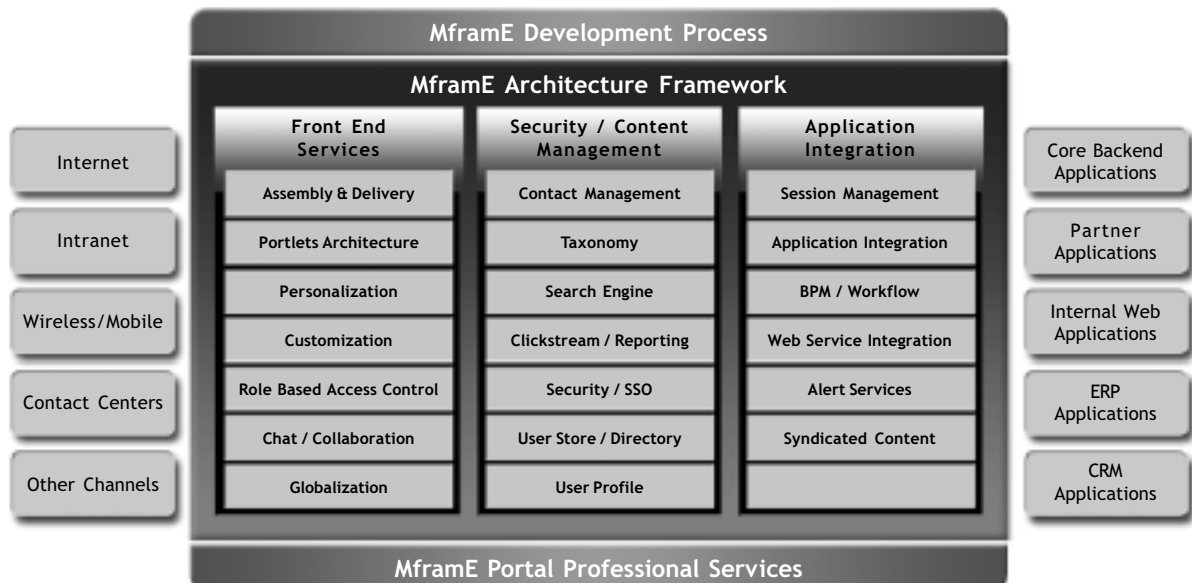 MframE Development Process
MframE Architecture Framework
Internet
Intranet
Wireless/Mobile
Contact Centers
Other Channels
Front End
Services
Assembly & Delivery
Portlets Architecture
Personalization
Customization
Role Based Access Control
Chat / Collaboration
Globalization
Security / Content
Management
Contact Management
Taxonomy
Search Engine
Clickstream / Reporting
Security / SSO
User Store / Directory
User Profile
Application
Integration
Session Management
Application Integration
BPM / Workflow
Web Service Integration
Alert Services
Syndicated Content
Core Backend
Applications
Partner
Applications
Internal Web
Applications
ERP
Applications
CRM
Applications
MframE Portal Professional Services